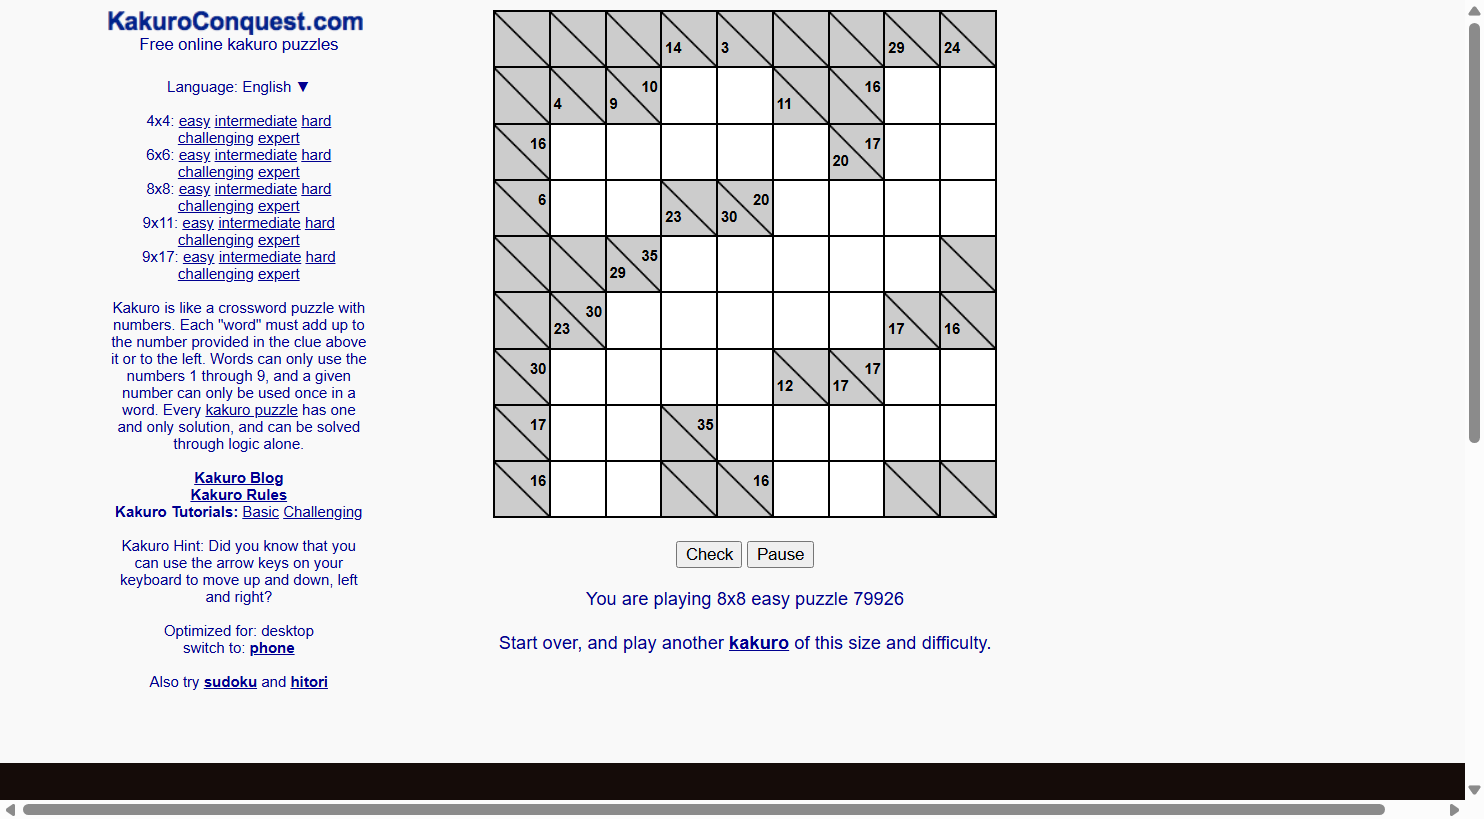 KakuroConquest.com
Free online kakuro puzzles
Language: English ▼
4x4: easy intermediate hard
challenging expert
6x6: easy intermediate hard
challenging expert
8x8: easy intermediate hard
challenging expert
9x11: easy intermediate hard
challenging expert
9x17: easy intermediate hard
challenging expert
Kakuro is like a crossword puzzle with
numbers. Each "word" must add up to
the number provided in the clue above
it or to the left. Words can only use the
numbers 1 through 9, and a given
number can only be used once in a
word. Every kakuro puzzle has one
and only solution, and can be solved
through logic alone.
Kakuro Blog
Kakuro Rules
Kakuro Tutorials: Basic Challenging
Kakuro Hint: Did you know that you
can use the arrow keys on your
keyboard to move up and down, left
and right?
Optimized for: desktop
switch to: phone
Also try sudoku and hitori
14 3 29 24
4 9 10 11 16
16 20 17
6 23 30 20
29 35
23 30 17 16
30 12 17 17
17 35
16 16
Check Pause
You are playing 8x8 easy puzzle 79926
Start over, and play another kakuro of this size and difficulty.